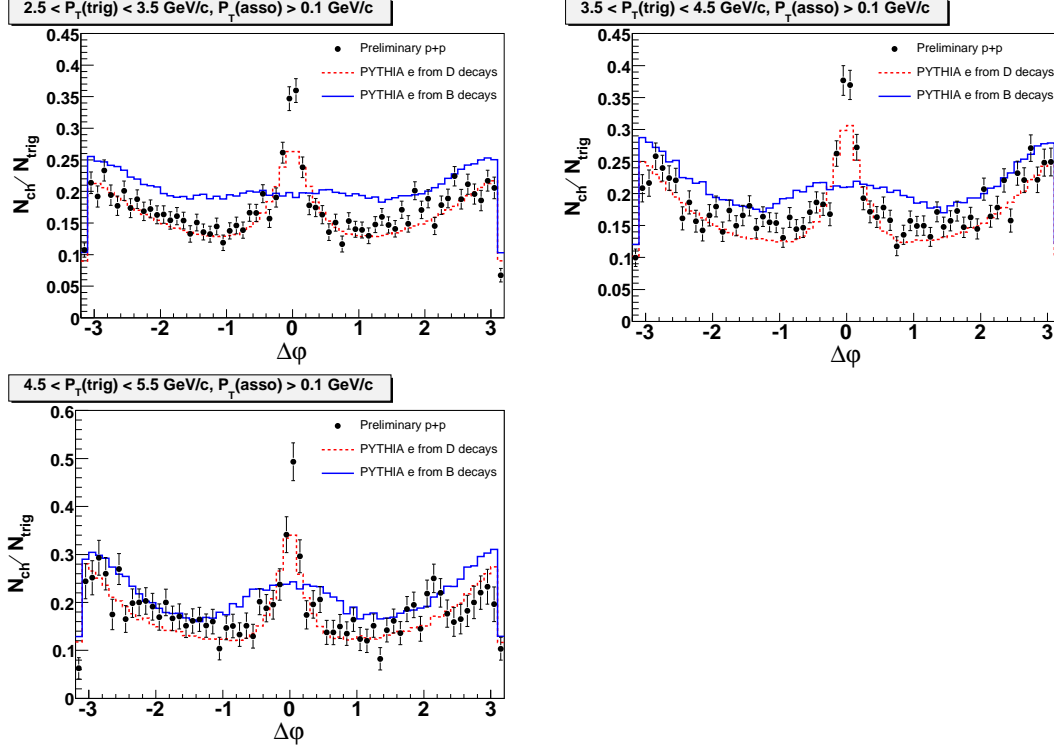 2.5 < P_T(trig) < 3.5 GeV/c, P_T(asso) > 0.1 GeV/c
0.45
0.4
0.35
0.3
0.25
0.2
0.15
0.1
0.05
0
N_ch/ N_trig
Preliminary p+p
PYTHIA e from D decays
PYTHIA e from B decays
-3 -2 -1 0 1 2 3
Δφ
3.5 < P_T(trig) < 4.5 GeV/c, P_T(asso) > 0.1 GeV/c
0.45
0.4
0.35
0.3
0.25
0.2
0.15
0.1
0.05
0
N_ch/ N_trig
Preliminary p+p
PYTHIA e from D decays
PYTHIA e from B decays
-3 -2 -1 0 1 2 3
Δφ
4.5 < P_T(trig) < 5.5 GeV/c, P_T(asso) > 0.1 GeV/c
0.6
0.5
0.4
0.3
0.2
0.1
0
N_ch/ N_trig
Preliminary p+p
PYTHIA e from D decays
PYTHIA e from B decays
-3 -2 -1 0 1 2 3
Δφ